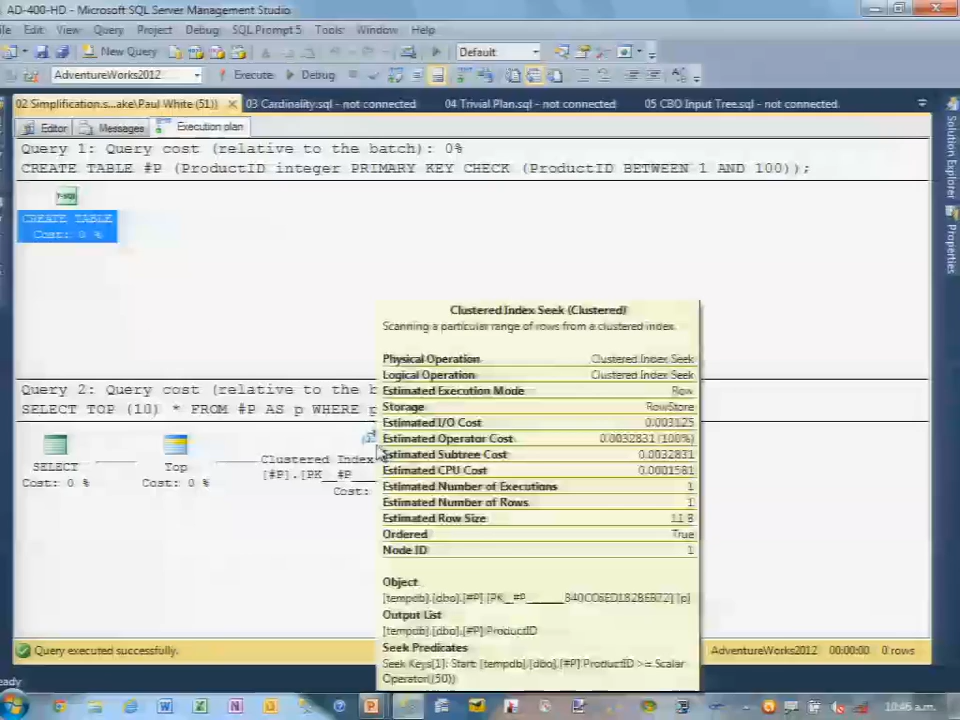 AD-400-HD - Microsoft SQL Server Management Studio
File Edit View Query Project Debug SQL Prompt 5 Tools Window Help
New Query Default
AdventureWorks2012 Execute Debug
02 Simplification.s...ake\Paul White (51)) 03 Cardinality.sql - not connected 04 Trivial Plan.sql - not connected 05 CBO Input Tree.sql - not connected
Editor Messages Execution plan
Query 1: Query cost (relative to the batch): 0%
CREATE TABLE #P (ProductID integer PRIMARY KEY CHECK (ProductID BETWEEN 1 AND 100));
T-SQL
CREATE TABLE
Cost: 0 %
Query 2: Query cost (relative to the b
SELECT TOP (10) * FROM #P AS p WHERE p
SELECT
Cost: 0 %
Top
Cost: 0 %
Clustered Index
[#P].[PK__#P____
Cost:
Clustered Index Seek (Clustered)
Scanning a particular range of rows from a clustered index.
Physical Operation Clustered Index Seek
Logical Operation Clustered Index Seek
Estimated Execution Mode Row
Storage RowStore
Estimated I/O Cost 0.003125
Estimated Operator Cost 0.0032831 (100%)
Estimated Subtree Cost 0.0032831
Estimated CPU Cost 0.0001581
Estimated Number of Executions 1
Estimated Number of Rows 1
Estimated Row Size 11 B
Ordered True
Node ID 1
Object
Output List
[tempdb].[dbo].[#P].ProductID
Seek Predicates
Seek Keys[1]: Start: [tempdb].[dbo].[#P].ProductID >= Scalar
Operator((50))
Query executed successfully. AdventureWorks2012 00:00:00 0 rows
Solution Explorer
Properties
eady
10:46 a.m.